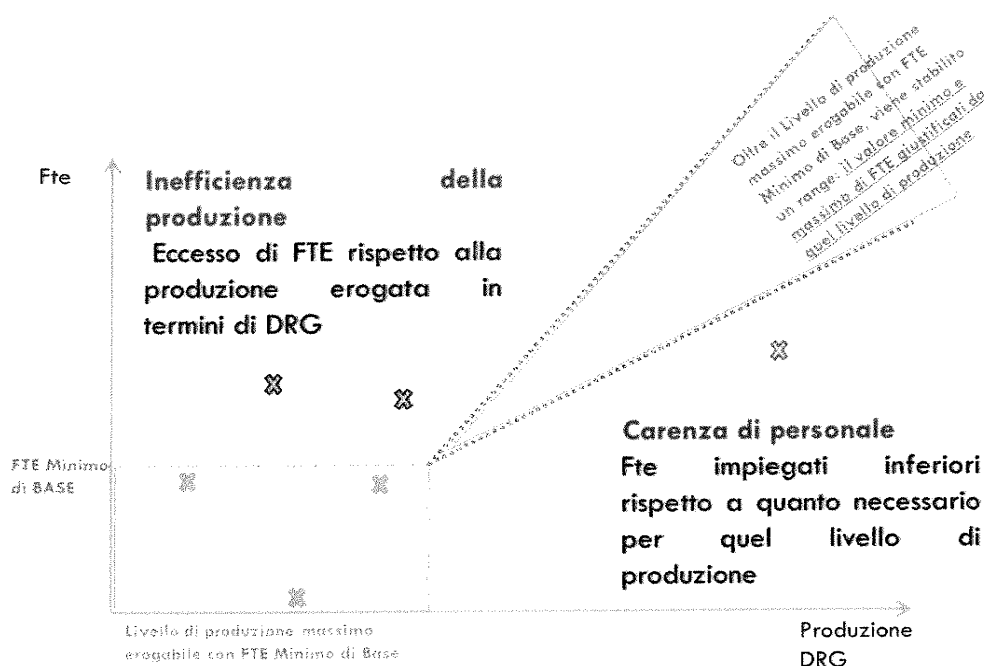 Oltre il Livello di produzione
massimo erogabile con FTE
Minimo di Base, viene stabilito
un range: il valore minimo e
massimo di FTE giustificati da
quel livello di produzione
Fte
Inefficienza della
produzione
Eccesso di FTE rispetto alla
produzione erogata in
termini di DRG
Carenza di personale
Fte impiegati inferiori
rispetto a quanto necessario
per quel livello di
produzione
FTE Minimo
di BASE
Livello di produzione massimo
erogabile con FTE Minimo di Base
Produzione
DRG